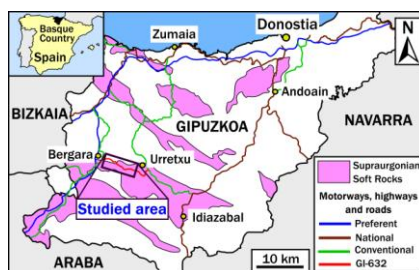 Basque
Country
Spain
Zumaia
Donostia
N
Andoain
BIZKAIA
GIPUZKOA
NAVARRA
Bergara
Urretxu
Studied area
Idiazabal
ARABA
10 km
Supraurgonian
Soft Rocks
Motorways, highways
and roads
Preferent
National
Conventional
GI-632